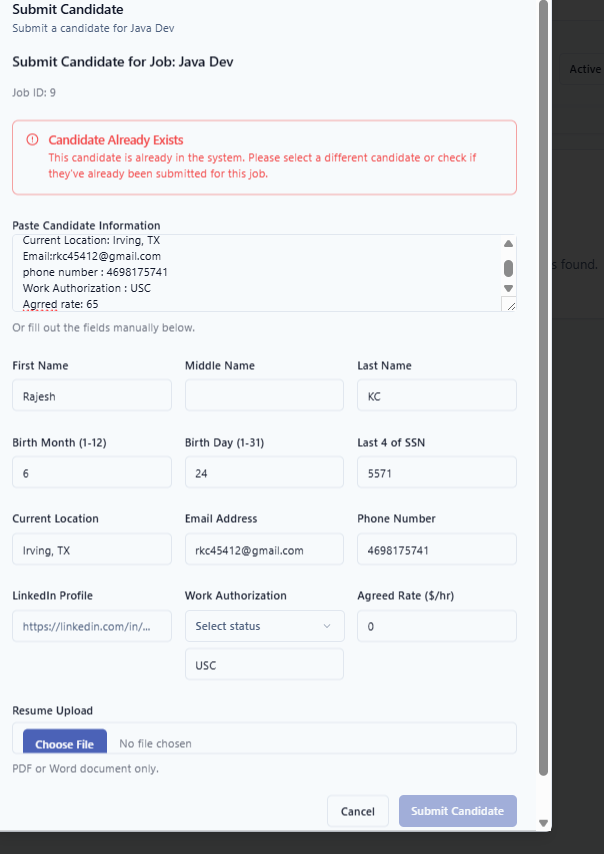 Submit Candidate
Submit a candidate for Java Dev
Submit Candidate for Job: Java Dev
Job ID: 9
Active
Candidate Already Exists
This candidate is already in the system. Please select a different candidate or check if
they've already been submitted for this job.
Paste Candidate Information
Current Location: Irving, TX
Email:rkc45412@gmail.com
phone number : 4698175741
Work Authorization : USC
Agrred rate: 65
s found.
Or fill out the fields manually below.
First Name Middle Name Last Name
Rajesh KC
Birth Month (1-12) Birth Day (1-31) Last 4 of SSN
6 24 5571
Current Location Email Address Phone Number
Irving, TX rkc45412@gmail.com 4698175741
LinkedIn Profile Work Authorization Agreed Rate ($/hr)
https://linkedin.com/in/... Select status 0
USC
Resume Upload
Choose File No file chosen
PDF or Word document only.
Cancel Submit Candidate